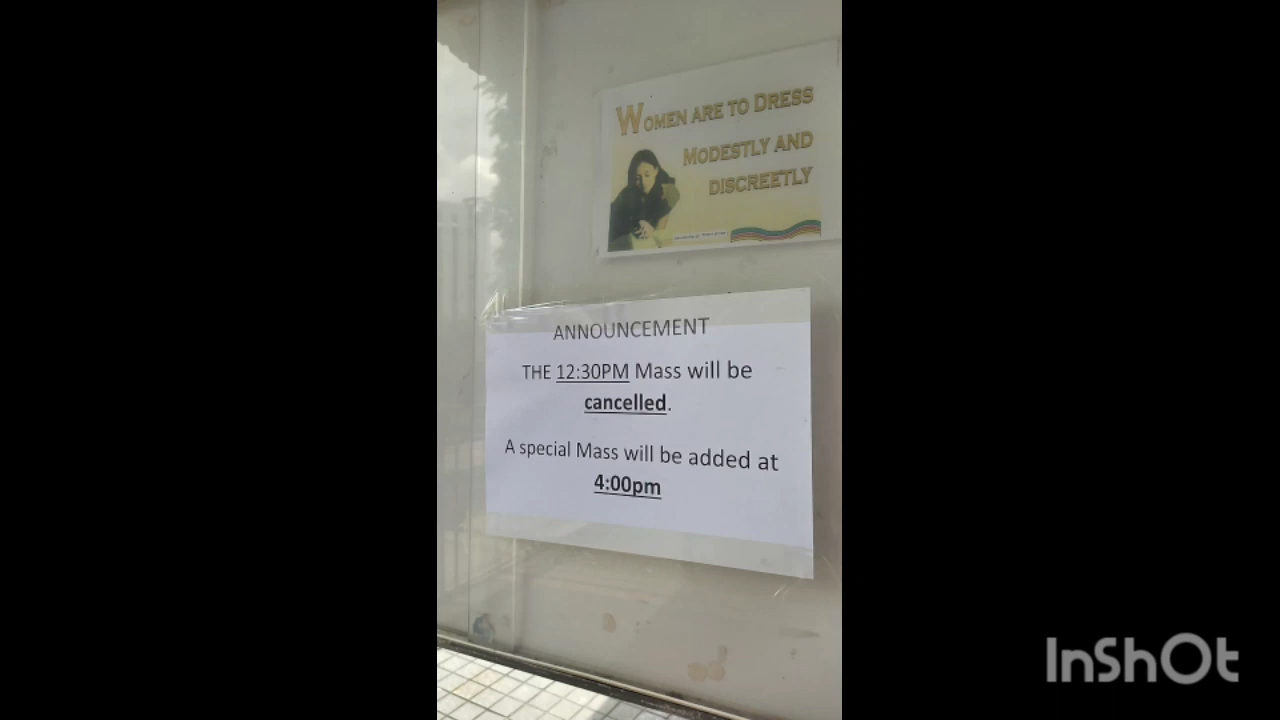 WOMEN ARE TO DRESS
MODESTLY AND
DISCREETLY
ANNOUNCEMENT
THE 12:30PM Mass will be
cancelled.
A special Mass will be added at
4:00pm
InShOt